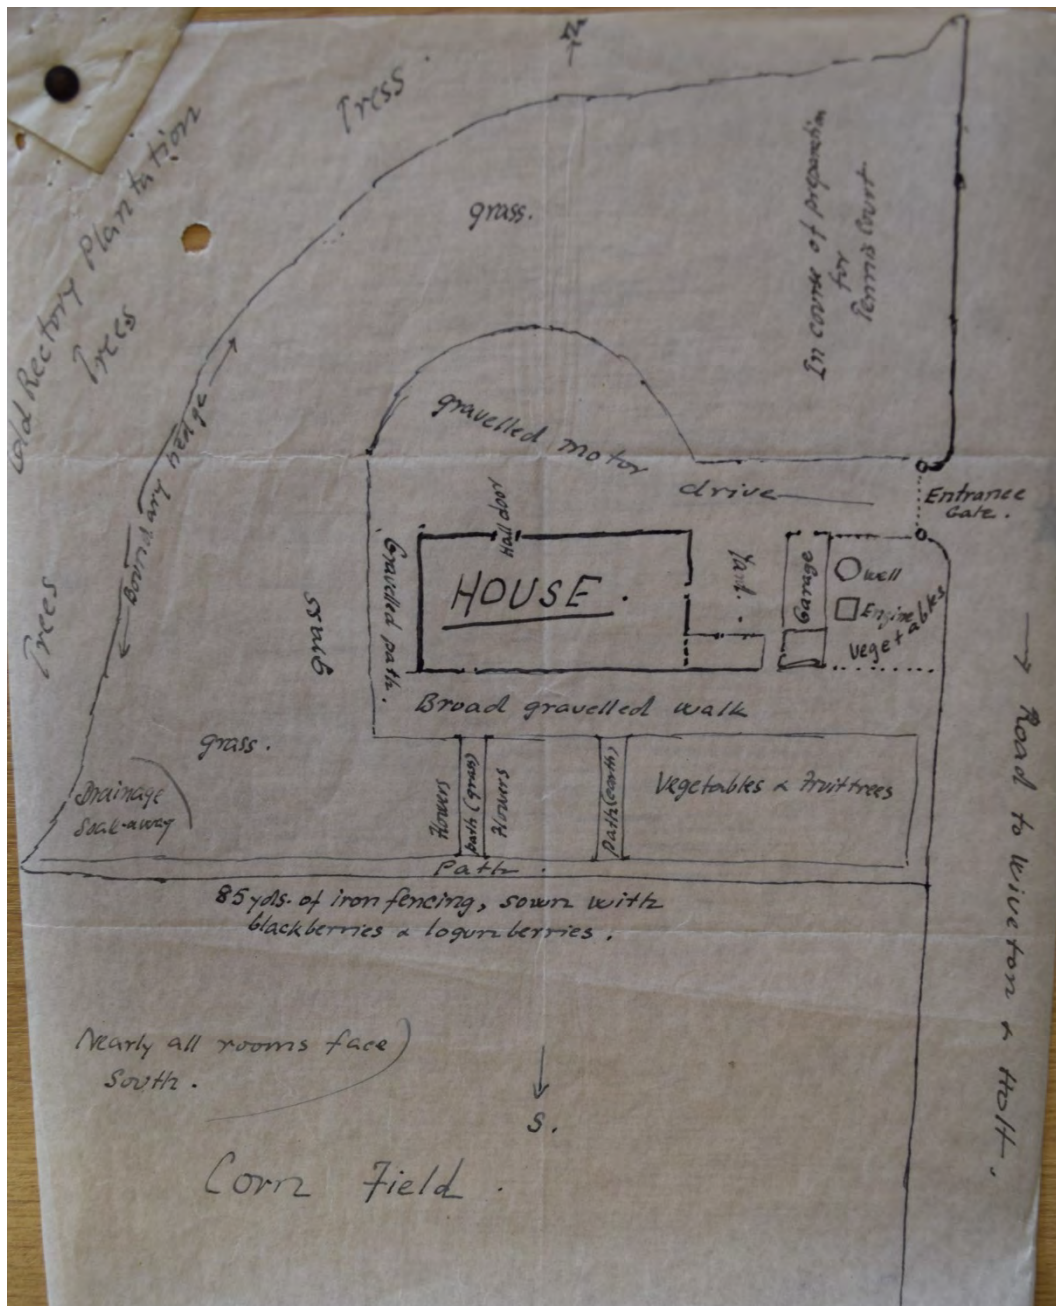 N
Tress.
Old Rectory Plantation
Trees
grass.
In course of preparation
for
Tennis Court
Boundary hedge
gravelled motor
drive
Entrance
Gate.
Hall door
Gravelled path.
HOUSE.
Yard.
Garage
well
Engine
vegetables
Trees
grass
Broad gravelled walk
grass.
Drainage
Soak-away
Flowers
path (grass)
Flowers
Path (earth)
Vegetables & Fruit trees
Path.
85 yds. of iron fencing, sown with
blackberries & logunberries.
Road to Wiveton & Holt.
Nearly all rooms face
South.
S.
Corn Field.